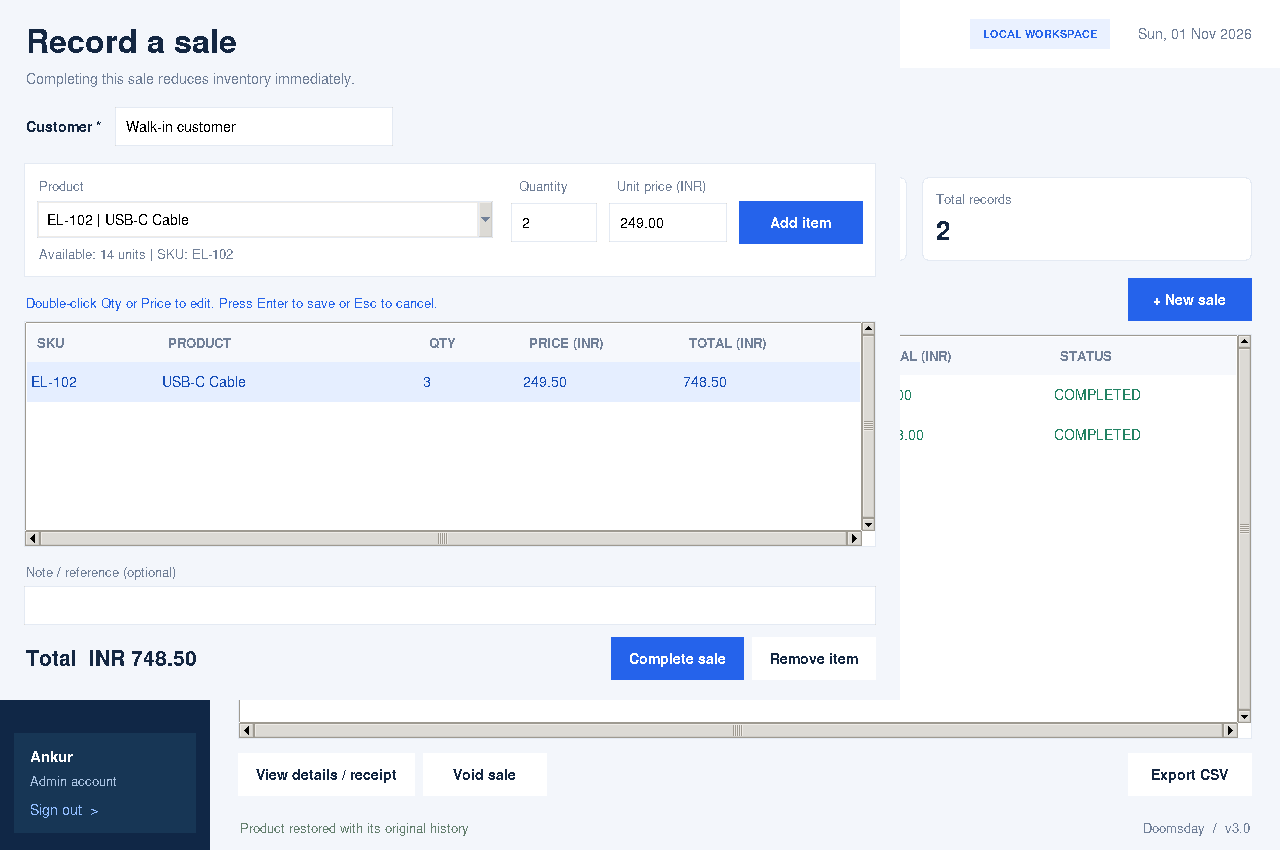 Record a sale
Completing this sale reduces inventory immediately.
LOCAL WORKSPACE
Sun, 01 Nov 2026
Customer *
Walk-in customer
Product
Quantity
Unit price (INR)
EL-102 | USB-C Cable
2
249.00
Add item
Available: 14 units | SKU: EL-102
Total records
2
+ New sale
Double-click Qty or Price to edit. Press Enter to save or Esc to cancel.
SKU
PRODUCT
QTY
PRICE (INR)
TOTAL (INR)
EL-102
USB-C Cable
3
249.50
748.50
AL (INR)
STATUS
COMPLETED
COMPLETED
Note / reference (optional)
Total INR 748.50
Complete sale
Remove item
Ankur
Admin account
Sign out >
View details / receipt
Void sale
Export CSV
Product restored with its original history
Doomsday / v3.0